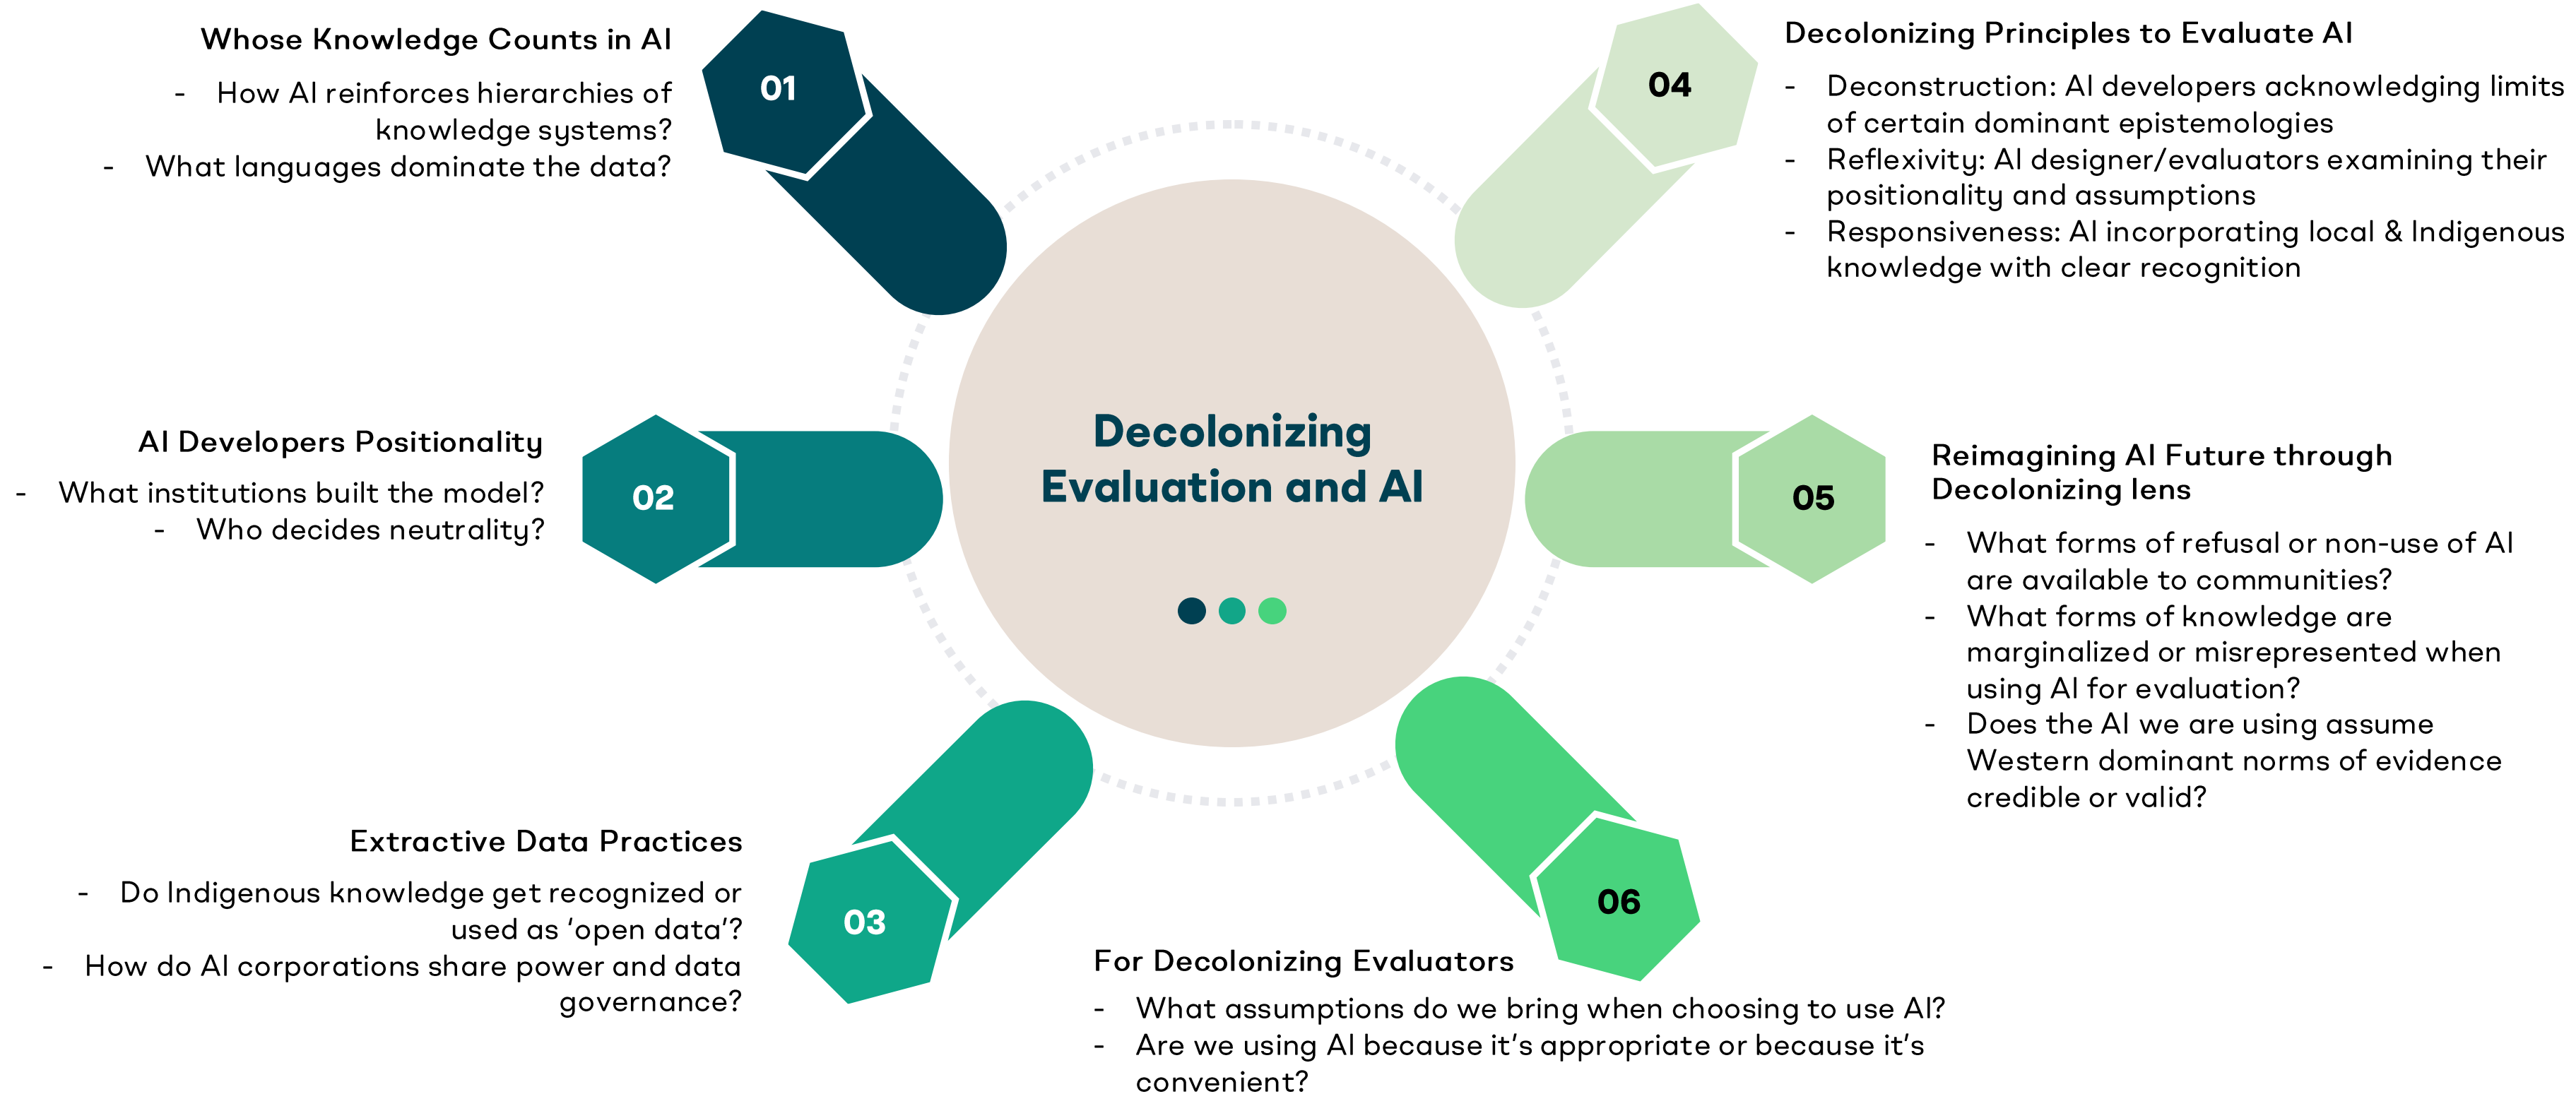 Whose Knowledge Counts in AI
- How AI reinforces hierarchies of
knowledge systems?
- What languages dominate the data?
01
AI Developers Positionality
- What institutions built the model?
- Who decides neutrality?
02
Extractive Data Practices
- Do Indigenous knowledge get recognized or
used as ‘open data’?
- How do AI corporations share power and data
governance?
03
Decolonizing
Evaluation and AI
04
Decolonizing Principles to Evaluate AI
- Deconstruction: AI developers acknowledging limits
of certain dominant epistemologies
- Reflexivity: AI designer/evaluators examining their
positionality and assumptions
- Responsiveness: AI incorporating local & Indigenous
knowledge with clear recognition
05
Reimagining AI Future through
Decolonizing lens
- What forms of refusal or non-use of AI
are available to communities?
- What forms of knowledge are
marginalized or misrepresented when
using AI for evaluation?
- Does the AI we are using assume
Western dominant norms of evidence
credible or valid?
06
For Decolonizing Evaluators
- What assumptions do we bring when choosing to use AI?
- Are we using AI because it’s appropriate or because it’s
convenient?